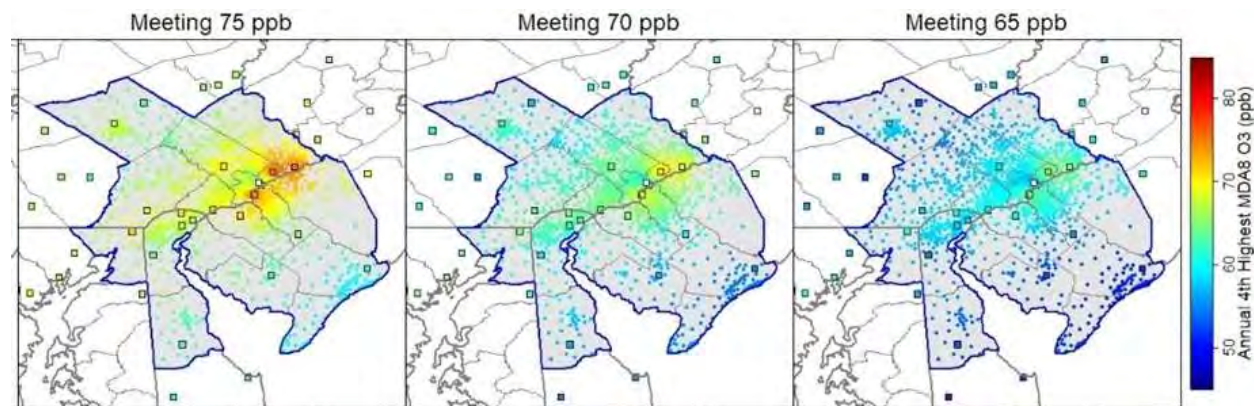 Meeting 75 ppb
Meeting 70 ppb
Meeting 65 ppb
80
70
60
50
Annual 4th Highest MDA8 O3 (ppb)